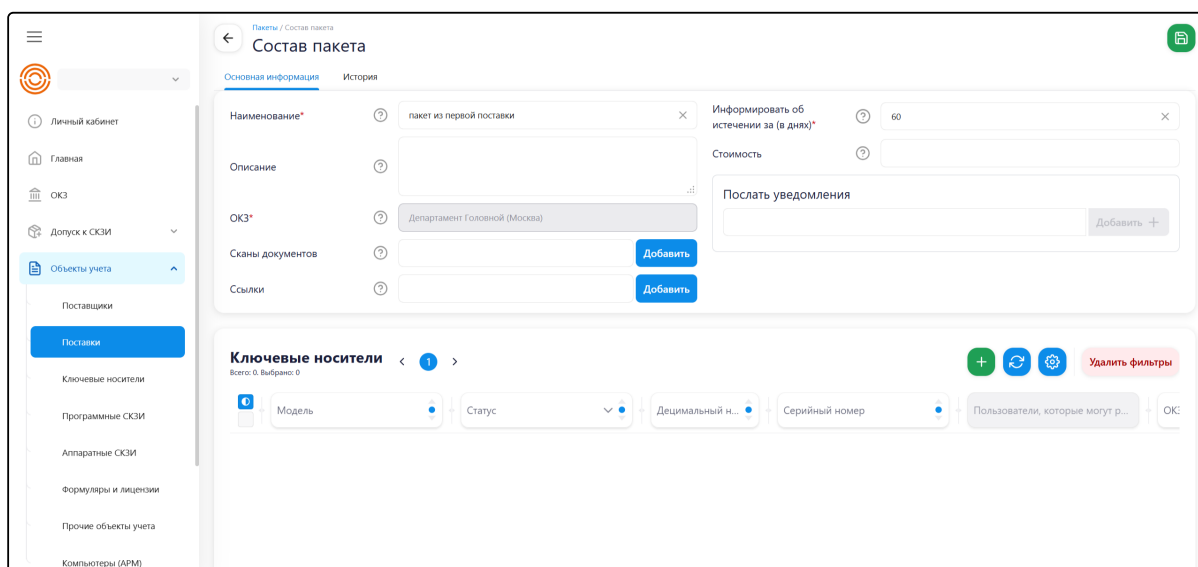 Пакеты / Состав пакета
Состав пакета
Основная информация История
Личный кабинет
Главная
ОКЗ
Допуск к СКЗИ
Объекты учета
Поставщики
Поставки
Ключевые носители
Программные СКЗИ
Аппаратные СКЗИ
Формуляры и лицензии
Прочие объекты учета
Компьютеры (АРМ)
Наименование* ? пакет из первой поставки
Описание ?
ОКЗ* ? Департамент Головной (Москва)
Сканы документов ? Добавить
Ссылки ? Добавить
Информировать об
истечении за (в днях)* ? 60
Стоимость ?
Послать уведомления
Добавить +
Ключевые носители < 1 >
Всего: 0. Выбрано: 0
Удалить фильтры
Модель Статус Децимальный н... Серийный номер Пользователи, которые могут р... ОКЗ